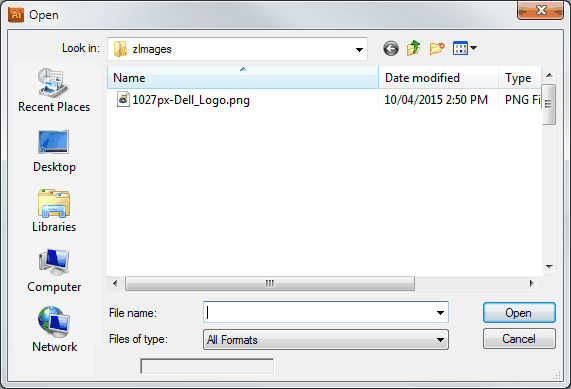 Ai Open
Look in: zImages
Name Date modified Type
1027px-Dell_Logo.png 10/04/2015 2:50 PM PNG Fi
Recent Places
Desktop
Libraries
Computer
Network
File name: Open
Files of type: All Formats Cancel